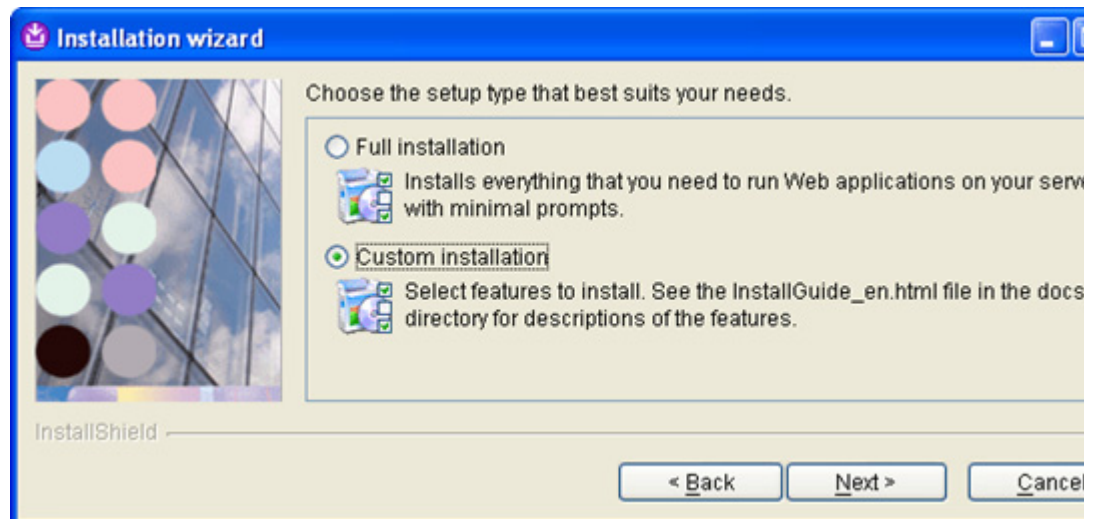 Installation wizard
Choose the setup type that best suits your needs.
Full installation
Installs everything that you need to run Web applications on your serve
with minimal prompts.
Custom installation
Select features to install. See the InstallGuide_en.html file in the docs
directory for descriptions of the features.
InstallShield
< Back
Next >
Cancel